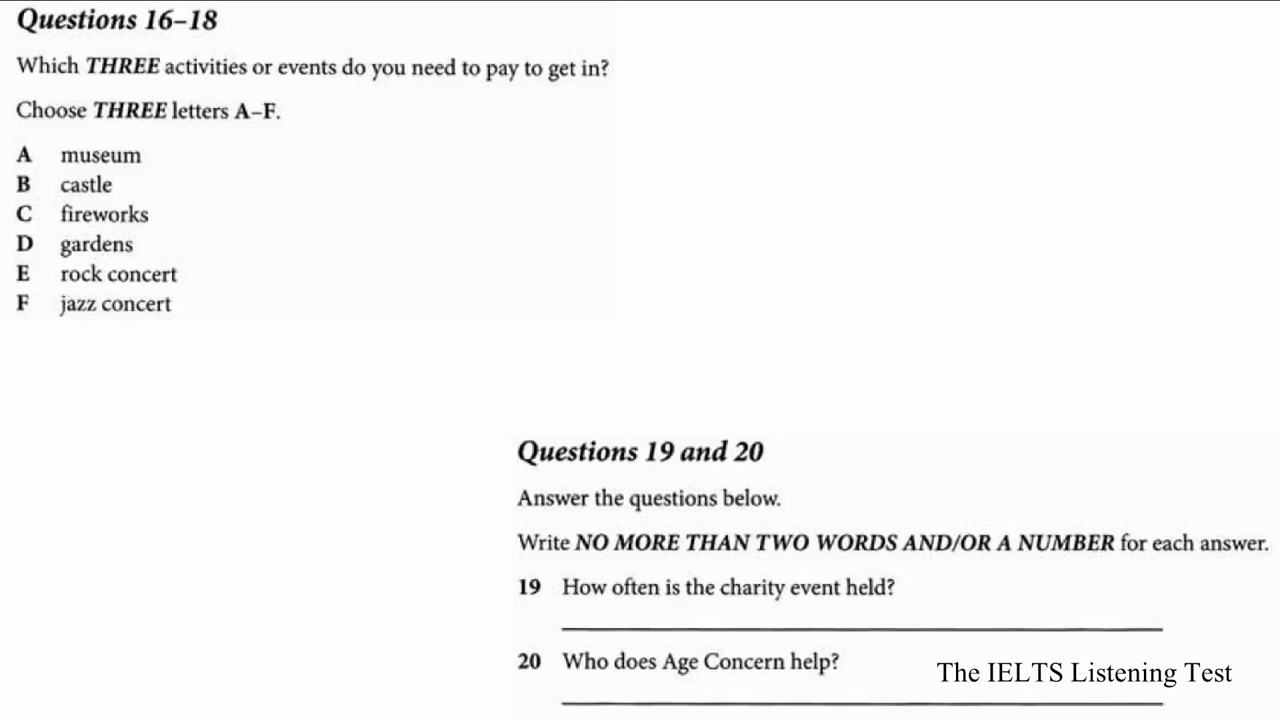 Questions 16–18
Which THREE activities or events do you need to pay to get in?
Choose THREE letters A–F.
A museum
B castle
C fireworks
D gardens
E rock concert
F jazz concert
Questions 19 and 20
Answer the questions below.
Write NO MORE THAN TWO WORDS AND/OR A NUMBER for each answer.
19 How often is the charity event held?
20 Who does Age Concern help?
The IELTS Listening Test